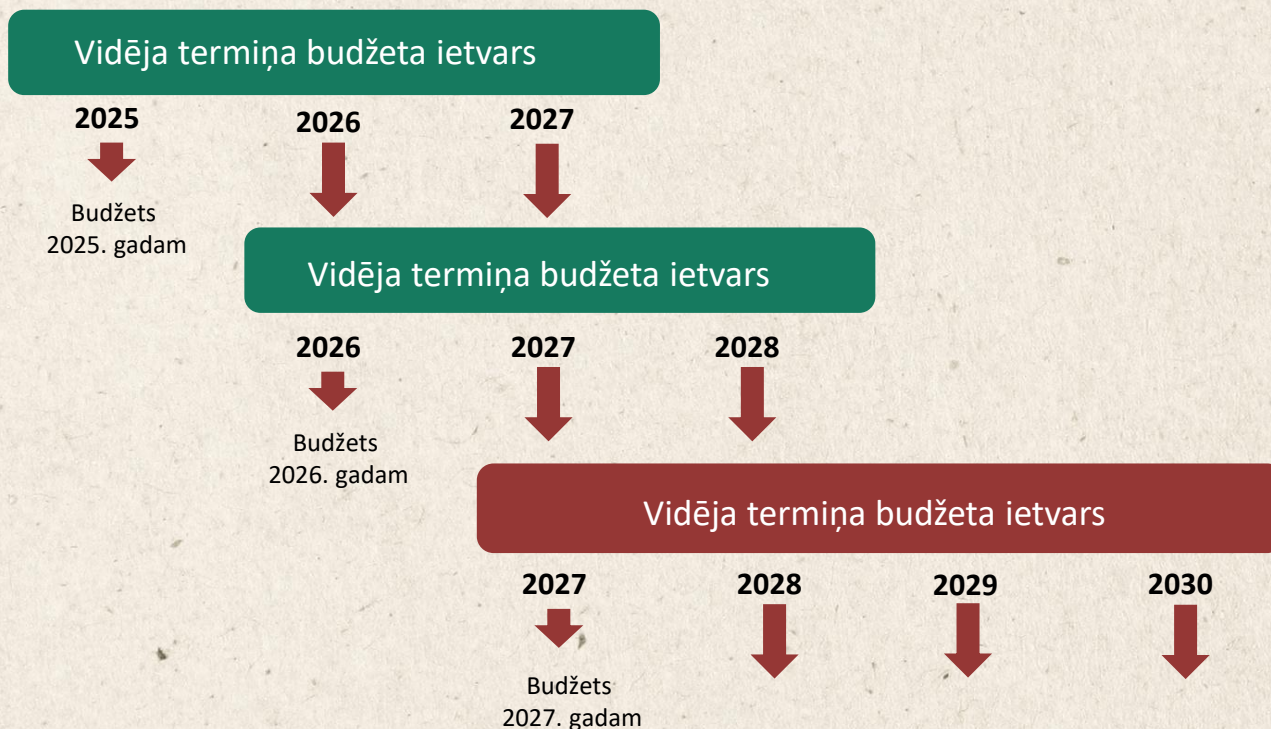 Vidēja termiņa budžeta ietvars
2025 2026 2027
Budžets
2025. gadam
Vidēja termiņa budžeta ietvars
2026 2027 2028
Budžets
2026. gadam
Vidēja termiņa budžeta ietvars
2027 2028 2029 2030
Budžets
2027. gadam